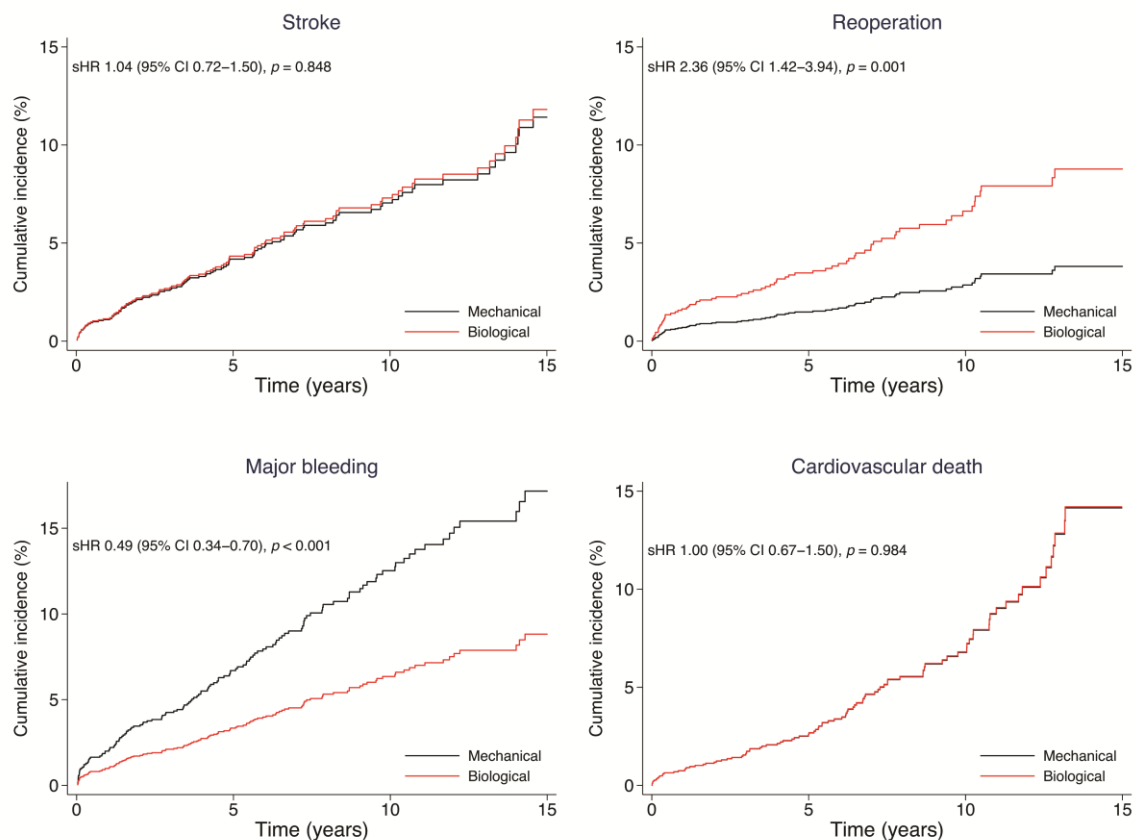 Stroke
15
sHR 1.04 (95% CI 0.72–1.50), p = 0.848
Cumulative incidence (%)
10
5
0
Mechanical
Biological
0 5 10 15
Time (years)
Reoperation
15
sHR 2.36 (95% CI 1.42–3.94), p = 0.001
Cumulative incidence (%)
10
5
0
Mechanical
Biological
0 5 10 15
Time (years)
Major bleeding
15
sHR 0.49 (95% CI 0.34–0.70), p < 0.001
Cumulative incidence (%)
10
5
0
Mechanical
Biological
0 5 10 15
Time (years)
Cardiovascular death
15
sHR 1.00 (95% CI 0.67–1.50), p = 0.984
Cumulative incidence (%)
10
5
0
Mechanical
Biological
0 5 10 15
Time (years)